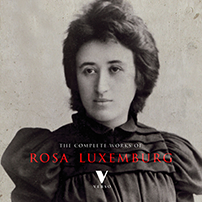 THE COMPLETE WORKS OF
ROSA LUXEMBURG
V
VERSO